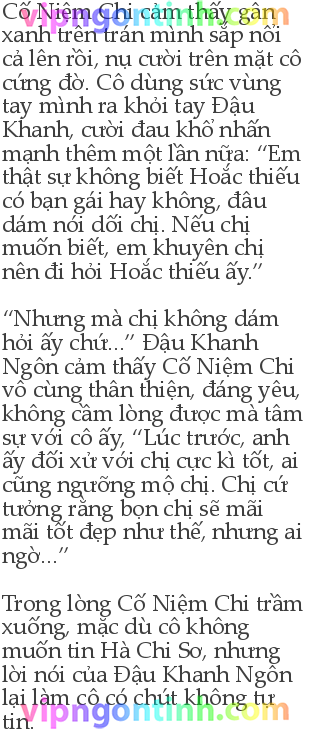 vipngontinh.com
Cố Niệm Chi cảm thấy gân
xanh trên trán mình sắp nổi
cả lên rồi, nụ cười trên mặt cô
cứng đờ. Cô dùng sức vùng
tay mình ra khỏi tay Đậu
Khanh, cười đau khổ nhấn
mạnh thêm một lần nữa: “Em
thật sự không biết Hoắc thiếu
có bạn gái hay không, đâu
dám nói dối chị. Nếu chị
muốn biết, em khuyên chị
nên đi hỏi Hoắc thiếu ấy.”
“Nhưng mà chị không dám
hỏi ấy chứ...” Đậu Khanh
Ngôn cảm thấy Cố Niệm Chi
vô cùng thân thiện, đáng yêu,
không cầm lòng được mà tâm
sự với cô ấy, “Lúc trước, anh
ấy đối xử với chị cực kì tốt, ai
cũng ngưỡng mộ chị. Chị cứ
tưởng rằng bọn chị sẽ mãi
mãi tốt đẹp như thế, nhưng ai
ngờ...”
Trong lòng Cố Niệm Chi trầm
xuống, mặc dù cô không
muốn tin Hà Chi Sơ, nhưng
lời nói của Đậu Khanh Ngôn
lại làm cô có chút không tự
tin.
vipngontinh.com